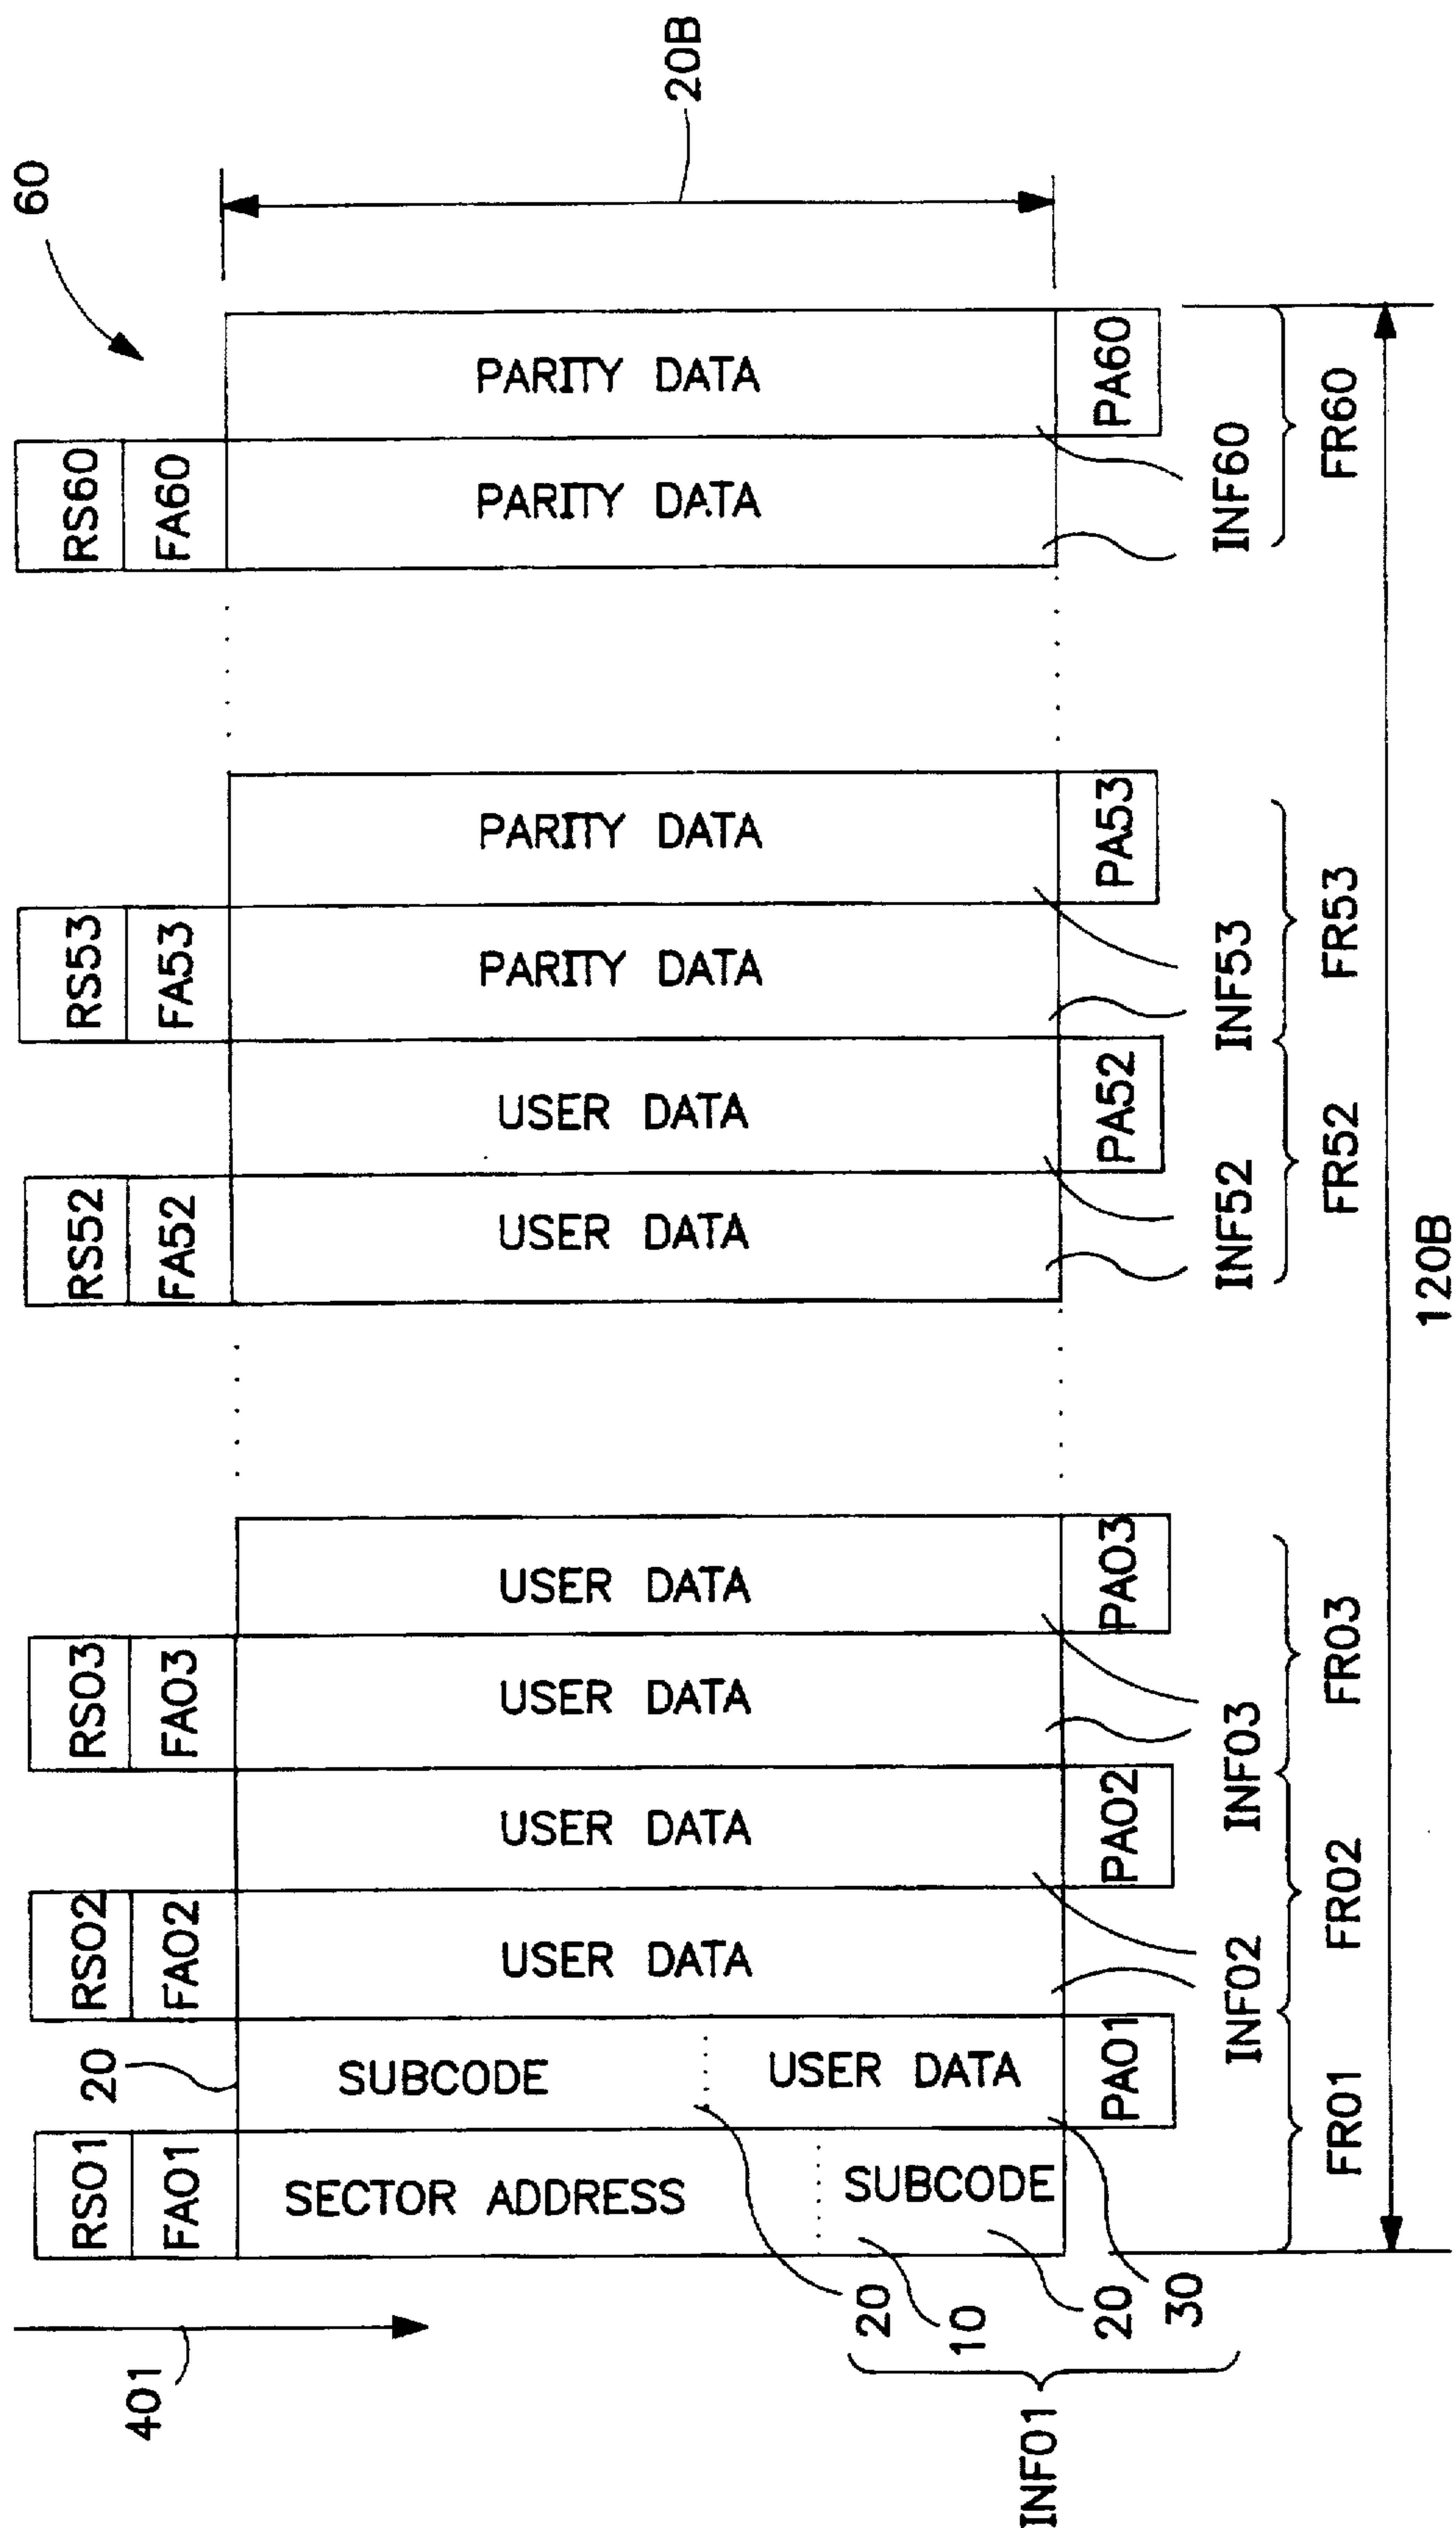 401
RS01
RS02
RS03
RS52
RS53
RS60
60
FA01
FA02
FA03
FA52
FA53
FA60
20
SECTOR ADDRESS
SUBCODE
SUBCODE
USER DATA
USER DATA
USER DATA
USER DATA
USER DATA
USER DATA
USER DATA
PARITY DATA
PARITY DATA
PARITY DATA
PARITY DATA
20B
PA01
PA02
PA03
PA52
PA53
PA60
20
10
20
30
INF01
INF02
INF03
INF52
INF53
INF60
FR01
FR02
FR03
FR52
FR53
FR60
120B